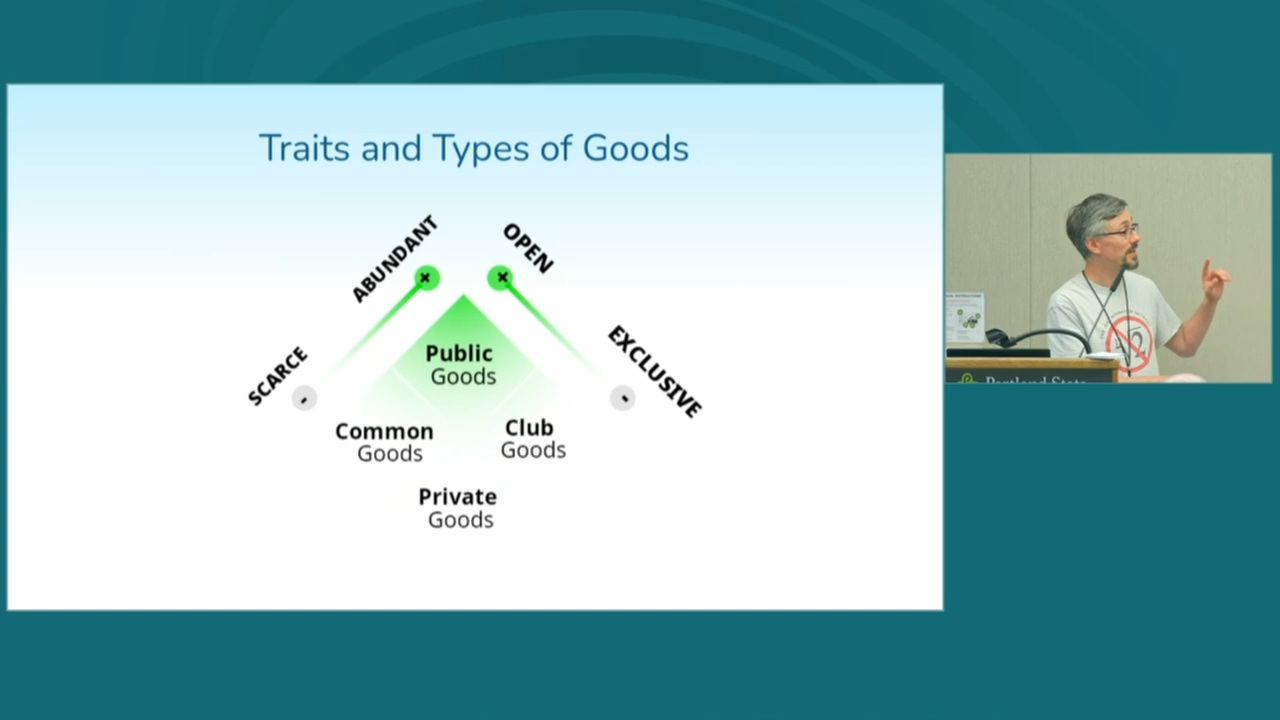 Traits and Types of Goods
ABUNDANT
OPEN
SCARCE
EXCLUSIVE
+
+
-
-
Public
Goods
Common
Goods
Club
Goods
Private
Goods
Portland State